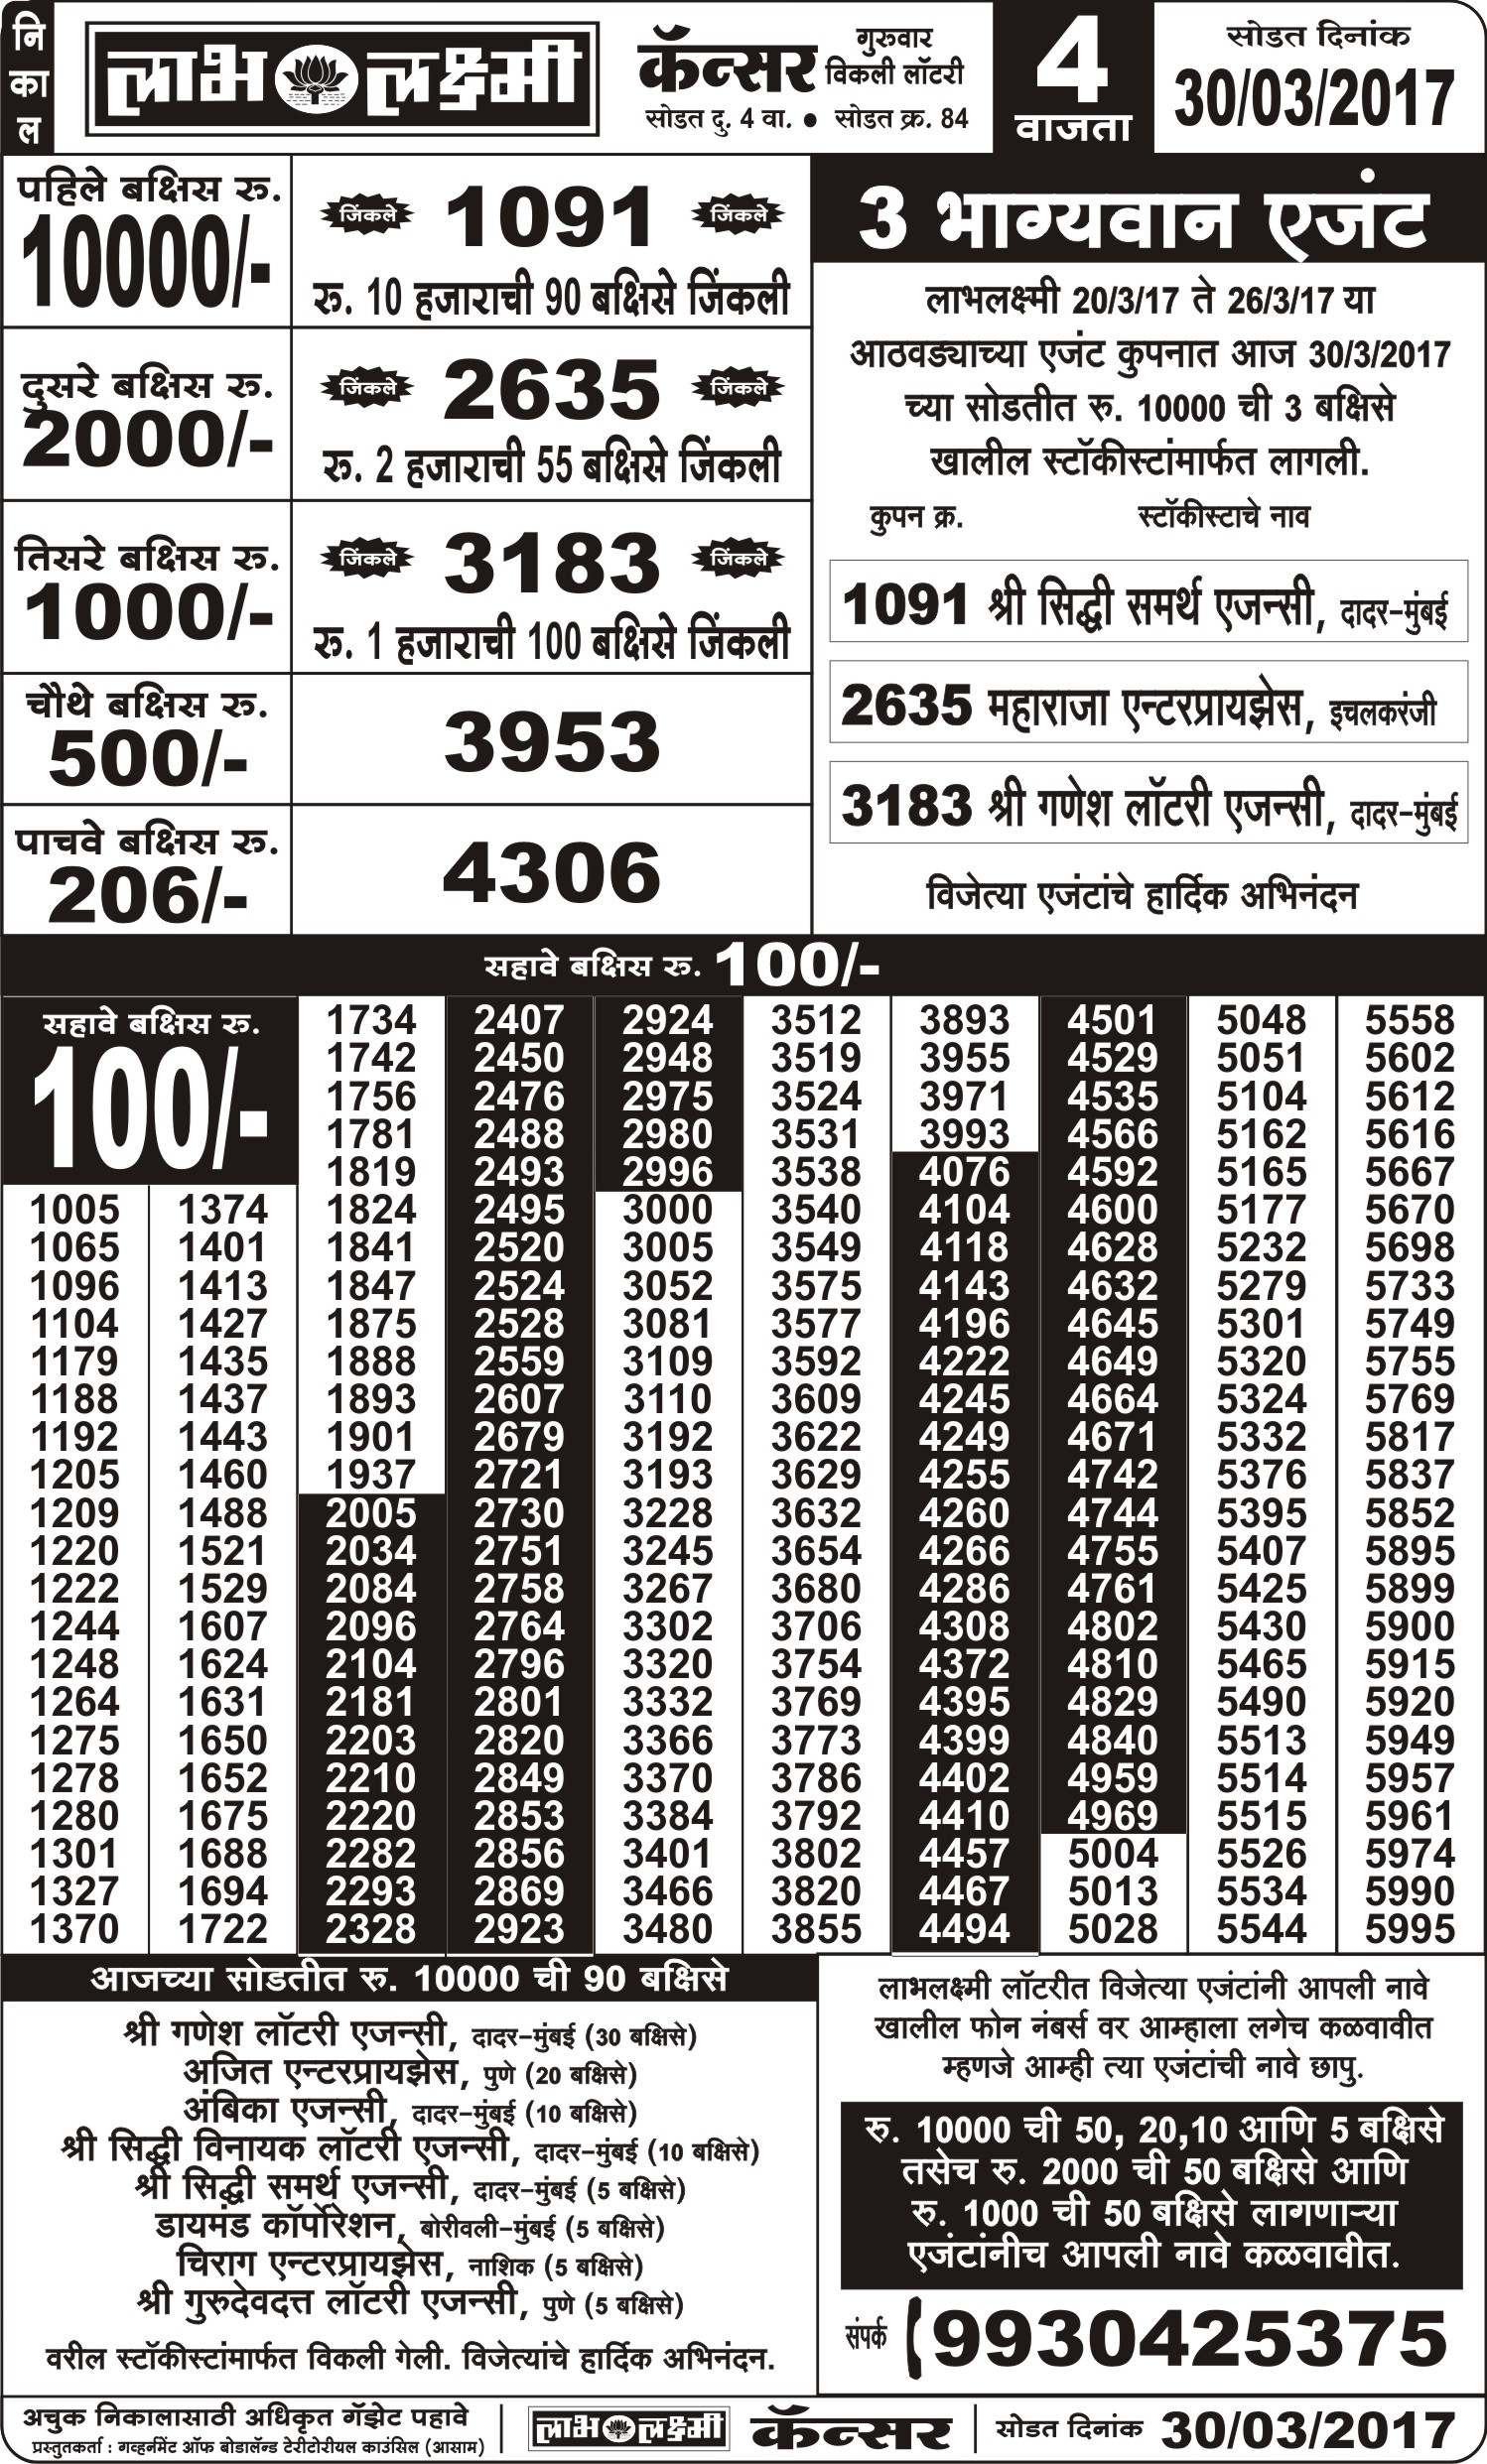 निकाल
लाभ लक्ष्मी
कॅन्सर
गुरुवार
विकली लॉटरी
सोडत दु. 4 वा. ● सोडत क्र. 84
4
वाजता
सोडत दिनांक
30/03/2017
पहिले बक्षिस रु.
10000/-
जिंकले 1091 जिंकले
रु. 10 हजाराची 90 बक्षिसे जिंकली
दुसरे बक्षिस रु.
2000/-
जिंकले 2635 जिंकले
रु. 2 हजाराची 55 बक्षिसे जिंकली
तिसरे बक्षिस रु.
1000/-
जिंकले 3183 जिंकले
रु. 1 हजाराची 100 बक्षिसे जिंकली
चौथे बक्षिस रु.
500/-
3953
पाचवे बक्षिस रु.
206/-
4306
3 भाग्यवान एजंट
लाभलक्ष्मी 20/3/17 ते 26/3/17 या
आठवड्याच्या एजंट कुपनात आज 30/3/2017
च्या सोडतीत रु. 10000 ची 3 बक्षिसे
खालील स्टॉकीस्टांमार्फत लागली.
कुपन क्र. स्टॉकीस्टाचे नाव
1091 श्री सिद्धी समर्थ एजन्सी, दादर-मुंबई
2635 महाराजा एन्टरप्रायझेस, इचलकरंजी
3183 श्री गणेश लॉटरी एजन्सी, दादर-मुंबई
विजेत्या एजंटांचे हार्दिक अभिनंदन
सहावे बक्षिस रु. 100/-
सहावे बक्षिस रु.
100/-
1734 2407 2924 3512 3893 4501 5048 5558
1742 2450 2948 3519 3955 4529 5051 5602
1756 2476 2975 3524 3971 4535 5104 5612
1781 2488 2980 3531 3993 4566 5162 5616
1819 2493 2996 3538 4076 4592 5165 5667
1005 1374 1824 2495 3000 3540 4104 4600 5177 5670
1065 1401 1841 2520 3005 3549 4118 4628 5232 5698
1096 1413 1847 2524 3052 3575 4143 4632 5279 5733
1104 1427 1875 2528 3081 3577 4196 4645 5301 5749
1179 1435 1888 2559 3109 3592 4222 4649 5320 5755
1188 1437 1893 2607 3110 3609 4245 4664 5324 5769
1192 1443 1901 2679 3192 3622 4249 4671 5332 5817
1205 1460 1937 2721 3193 3629 4255 4742 5376 5837
1209 1488 2005 2730 3228 3632 4260 4744 5395 5852
1220 1521 2034 2751 3245 3654 4266 4755 5407 5895
1222 1529 2084 2758 3267 3680 4286 4761 5425 5899
1244 1607 2096 2764 3302 3706 4308 4802 5430 5900
1248 1624 2104 2796 3320 3754 4372 4810 5465 5915
1264 1631 2181 2801 3332 3769 4395 4829 5490 5920
1275 1650 2203 2820 3366 3773 4399 4840 5513 5949
1278 1652 2210 2849 3370 3786 4402 4959 5514 5957
1280 1675 2220 2853 3384 3792 4410 4969 5515 5961
1301 1688 2282 2856 3401 3802 4457 5004 5526 5974
1327 1694 2293 2869 3466 3820 4467 5013 5534 5990
1370 1722 2328 2923 3480 3855 4494 5028 5544 5995
आजच्या सोडतीत रु. 10000 ची 90 बक्षिसे
श्री गणेश लॉटरी एजन्सी, दादर-मुंबई (30 बक्षिसे)
अजित एन्टरप्रायझेस, पुणे (20 बक्षिसे)
अंबिका एजन्सी, दादर-मुंबई (10 बक्षिसे)
श्री सिद्धी विनायक लॉटरी एजन्सी, दादर-मुंबई (10 बक्षिसे)
श्री सिद्धी समर्थ एजन्सी, दादर-मुंबई (5 बक्षिसे)
डायमंड कॉर्पोरेशन, बोरीवली-मुंबई (5 बक्षिसे)
चिराग एन्टरप्रायझेस, नाशिक (5 बक्षिसे)
श्री गुरुदेवदत्त लॉटरी एजन्सी, पुणे (5 बक्षिसे)
वरील स्टॉकीस्टांमार्फत विकली गेली. विजेत्यांचे हार्दिक अभिनंदन.
लाभलक्ष्मी लॉटरीत विजेत्या एजंटांनी आपली नावे
खालील फोन नंबर्स वर आम्हाला लगेच कळवावीत
म्हणजे आम्ही त्या एजंटांची नावे छापु.
रु. 10000 ची 50, 20,10 आणि 5 बक्षिसे
तसेच रु. 2000 ची 50 बक्षिसे आणि
रु. 1000 ची 50 बक्षिसे लागणाऱ्या
एजंटांनीच आपली नावे कळवावीत.
संपर्क 9930425375
अचुक निकालासाठी अधिकृत गॅझेट पहावे
प्रस्तुतकर्ता : गव्हर्नमेंट ऑफ बोडालॅन्ड टेरीटोरीयल काउंसिल (आसाम)
लाभ लक्ष्मी कॅन्सर
सोडत दिनांक 30/03/2017